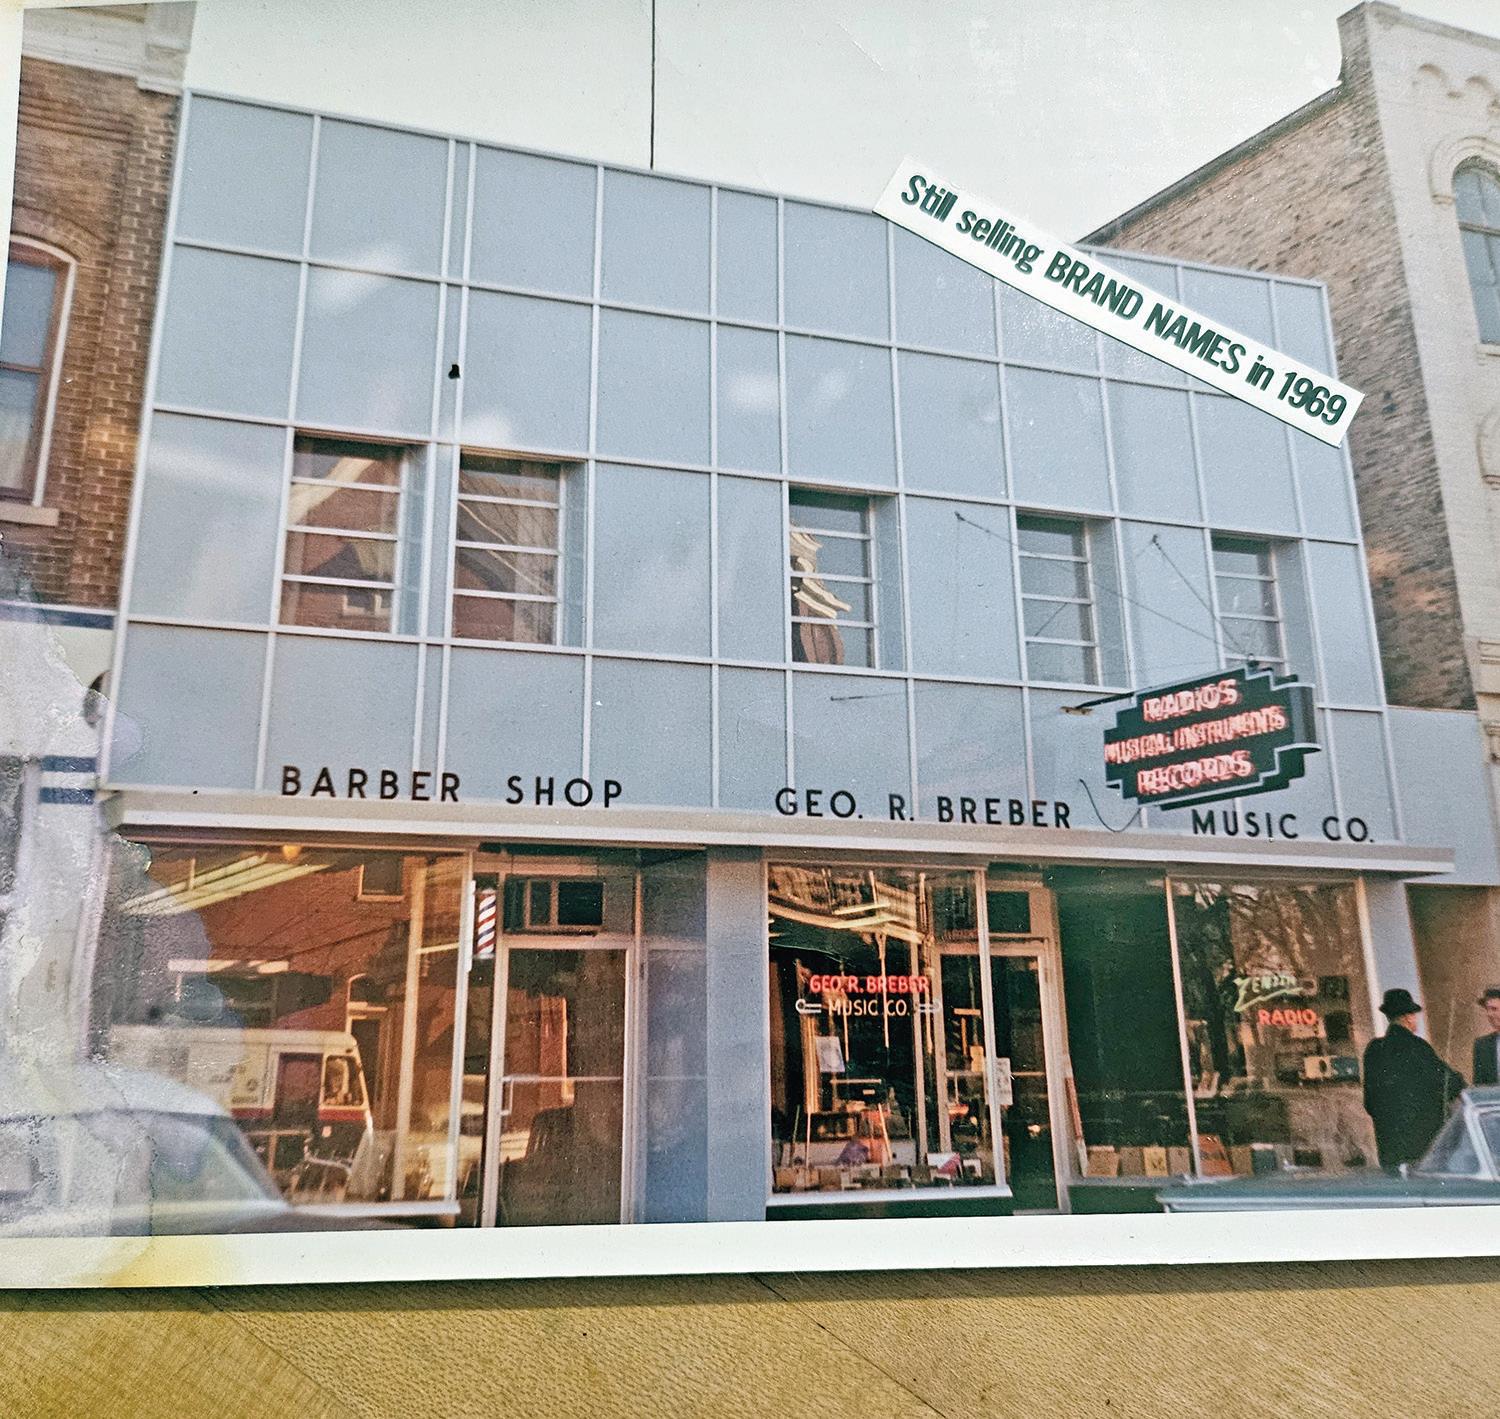 Still selling BRAND NAMES in 1969
RADIOS
MUSICAL INSTRUMENTS
RECORDS
BARBER SHOP
GEO. R. BREBER
MUSIC CO.
GEO. R. BREBER
MUSIC CO.
ZENITH
RADIO